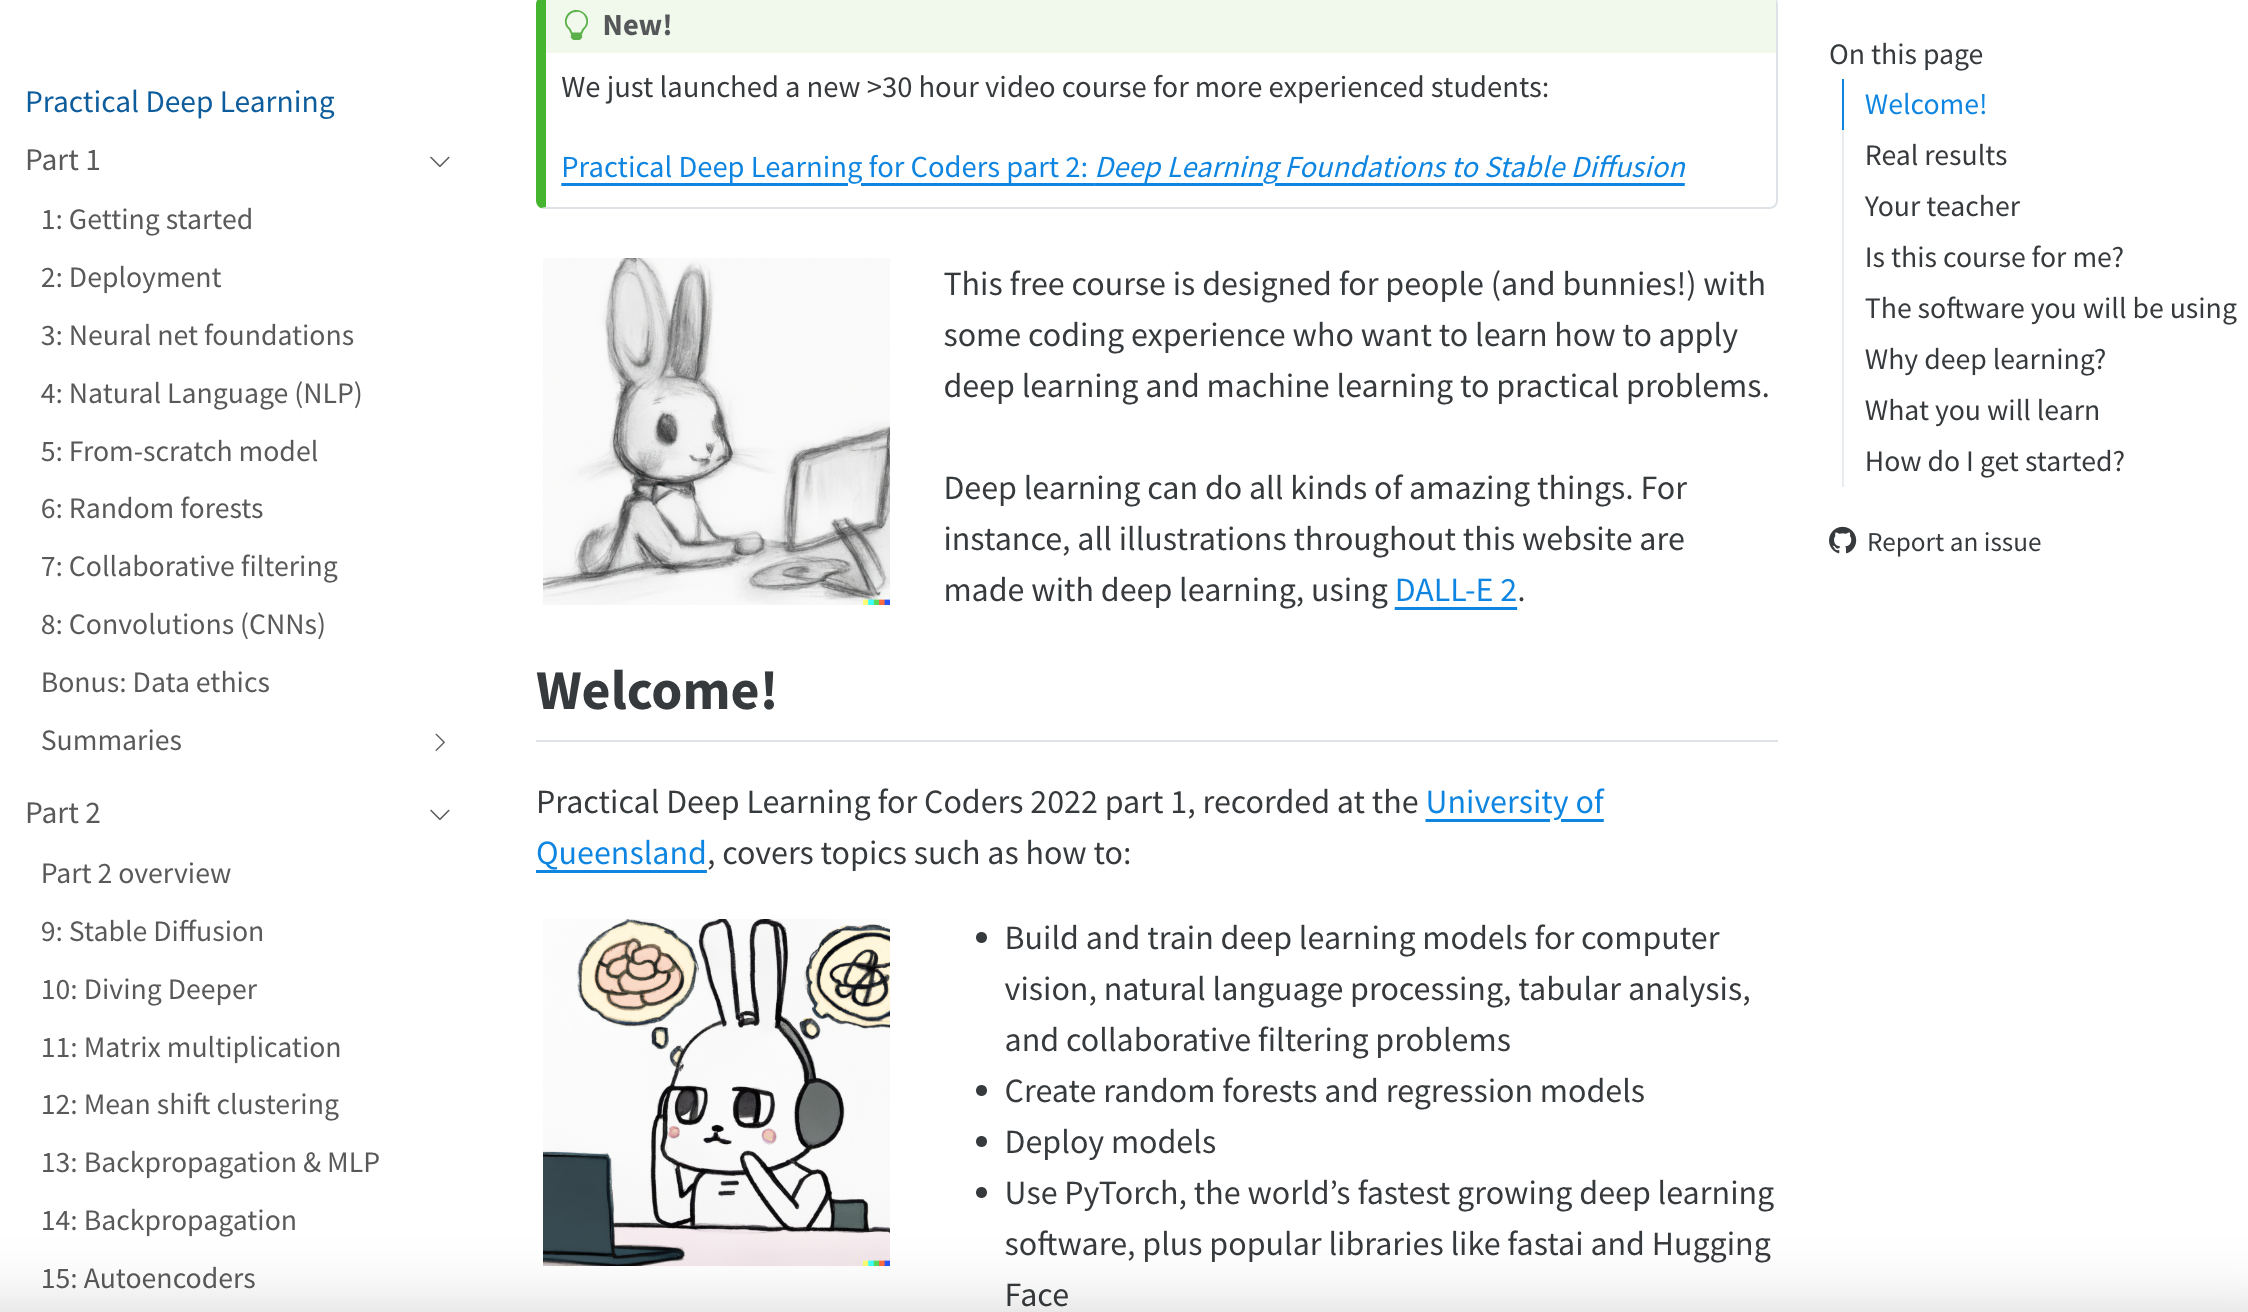 Practical Deep Learning
Part 1
1: Getting started
2: Deployment
3: Neural net foundations
4: Natural Language (NLP)
5: From-scratch model
6: Random forests
7: Collaborative filtering
8: Convolutions (CNNs)
Bonus: Data ethics
Summaries
Part 2
Part 2 overview
9: Stable Diffusion
10: Diving Deeper
11: Matrix multiplication
12: Mean shift clustering
13: Backpropagation & MLP
14: Backpropagation
15: Autoencoders
New!
We just launched a new >30 hour video course for more experienced students:
Practical Deep Learning for Coders part 2: Deep Learning Foundations to Stable Diffusion
This free course is designed for people (and bunnies!) with
some coding experience who want to learn how to apply
deep learning and machine learning to practical problems.
Deep learning can do all kinds of amazing things. For
instance, all illustrations throughout this website are
made with deep learning, using DALL-E 2.
Welcome!
Practical Deep Learning for Coders 2022 part 1, recorded at the University of
Queensland, covers topics such as how to:
• Build and train deep learning models for computer
vision, natural language processing, tabular analysis,
and collaborative filtering problems
• Create random forests and regression models
• Deploy models
• Use PyTorch, the world’s fastest growing deep learning
software, plus popular libraries like fastai and Hugging
Face
On this page
Welcome!
Real results
Your teacher
Is this course for me?
The software you will be using
Why deep learning?
What you will learn
How do I get started?
Report an issue